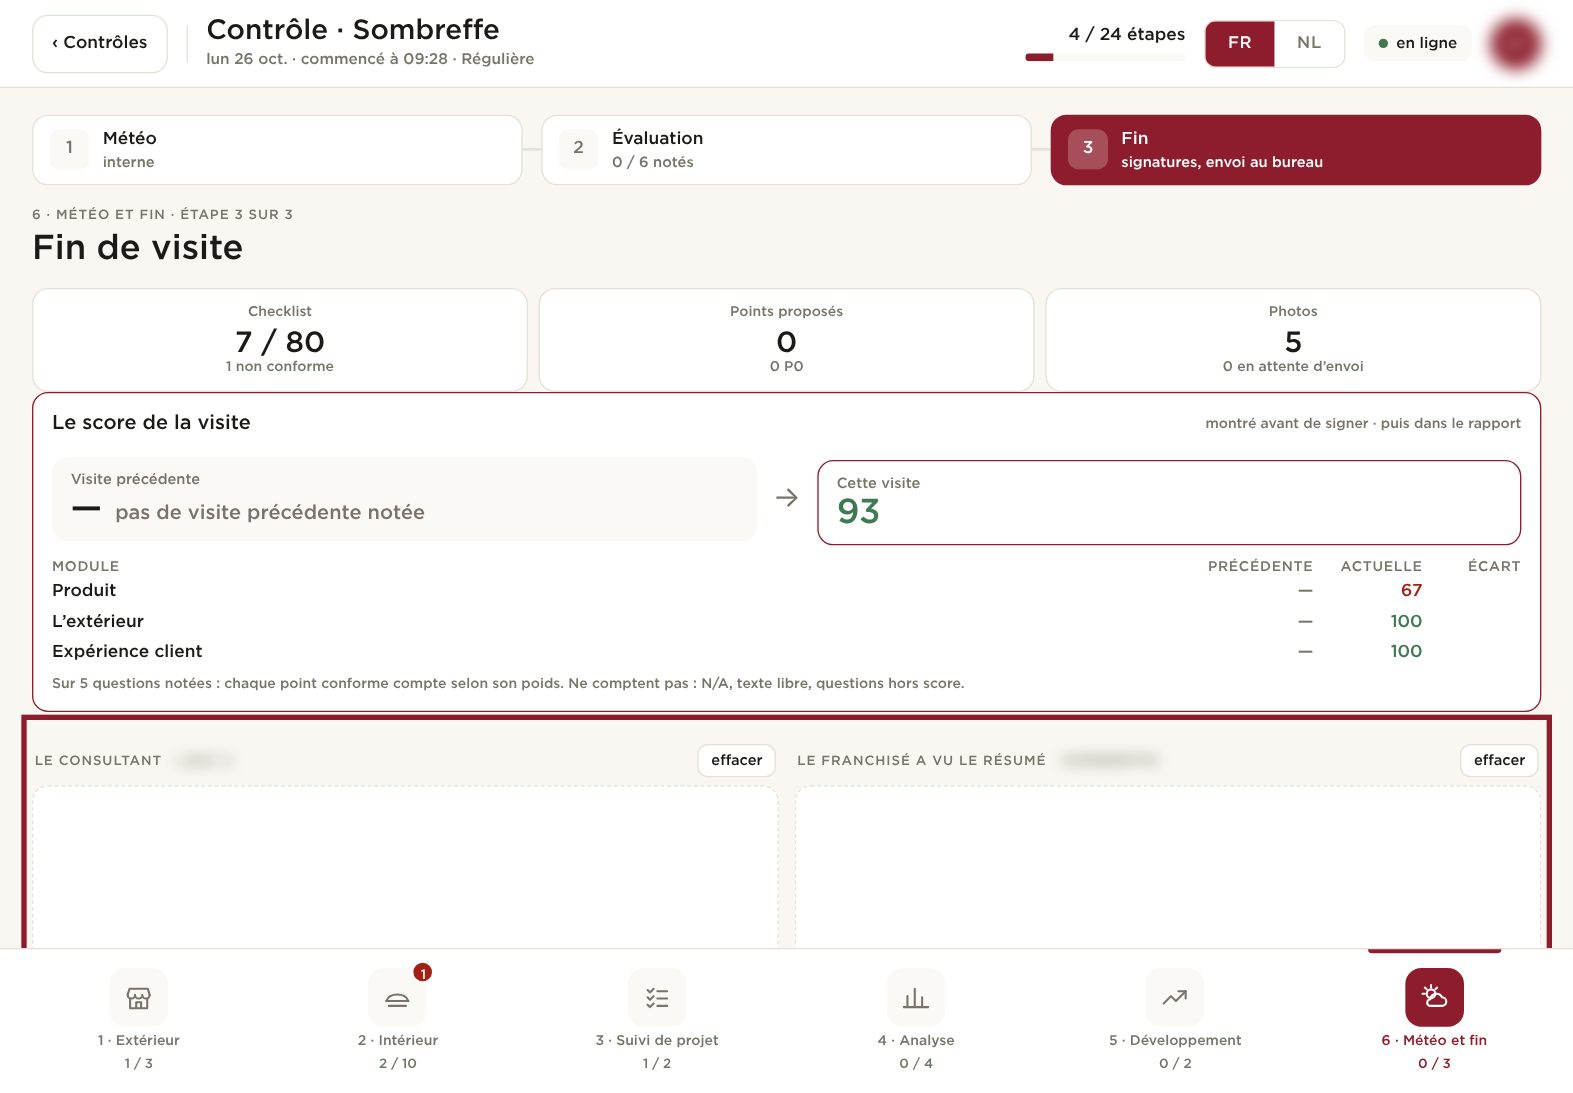 ‹ Contrôles
Contrôle · Sombreffe
lun 26 oct. · commencé à 09:28 · Régulière
4 / 24 étapes
FR
NL
en ligne
1
Météo
interne
2
Évaluation
0 / 6 notés
3
Fin
signatures, envoi au bureau
6 · MÉTÉO ET FIN · ÉTAPE 3 SUR 3
Fin de visite
Checklist
7 / 80
1 non conforme
Points proposés
0
0 P0
Photos
5
0 en attente d’envoi
Le score de la visite
montré avant de signer · puis dans le rapport
Visite précédente
— pas de visite précédente notée
→
Cette visite
93
MODULE PRÉCÉDENTE ACTUELLE ÉCART
Produit — 67
L’extérieur — 100
Expérience client — 100
Sur 5 questions notées : chaque point conforme compte selon son poids. Ne comptent pas : N/A, texte libre, questions hors score.
LE CONSULTANT
effacer
LE FRANCHISÉ A VU LE RÉSUMÉ
effacer
1 · Extérieur
1 / 3
1
2 · Intérieur
2 / 10
3 · Suivi de projet
1 / 2
4 · Analyse
0 / 4
5 · Développement
0 / 2
6 · Météo et fin
0 / 3